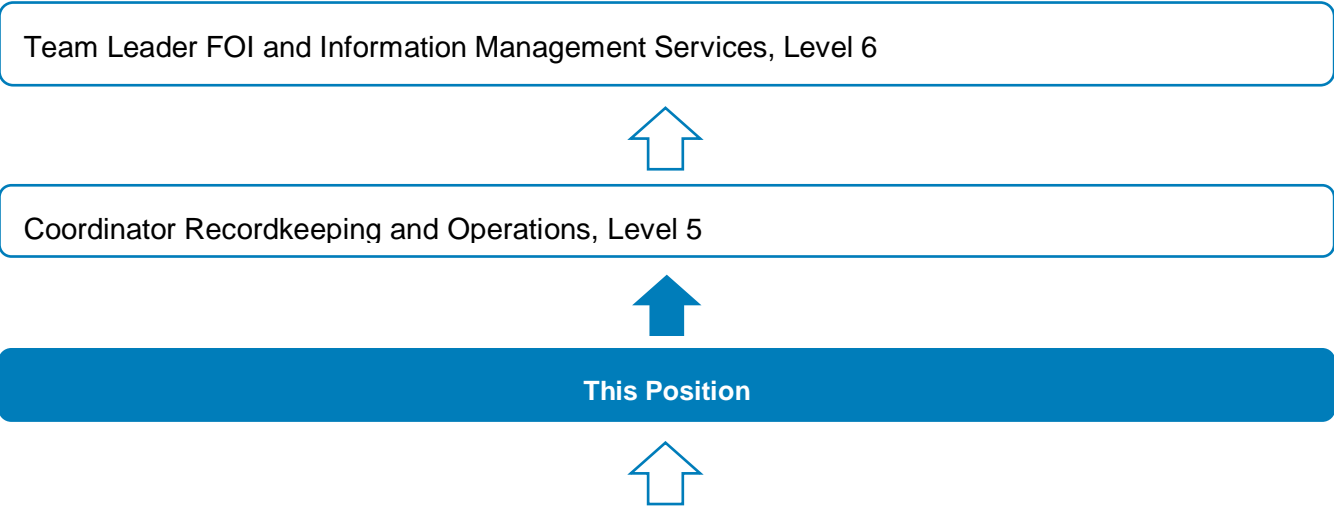 Team Leader FOI and Information Management Services, Level 6
Coordinator Recordkeeping and Operations, Level 5
This Position